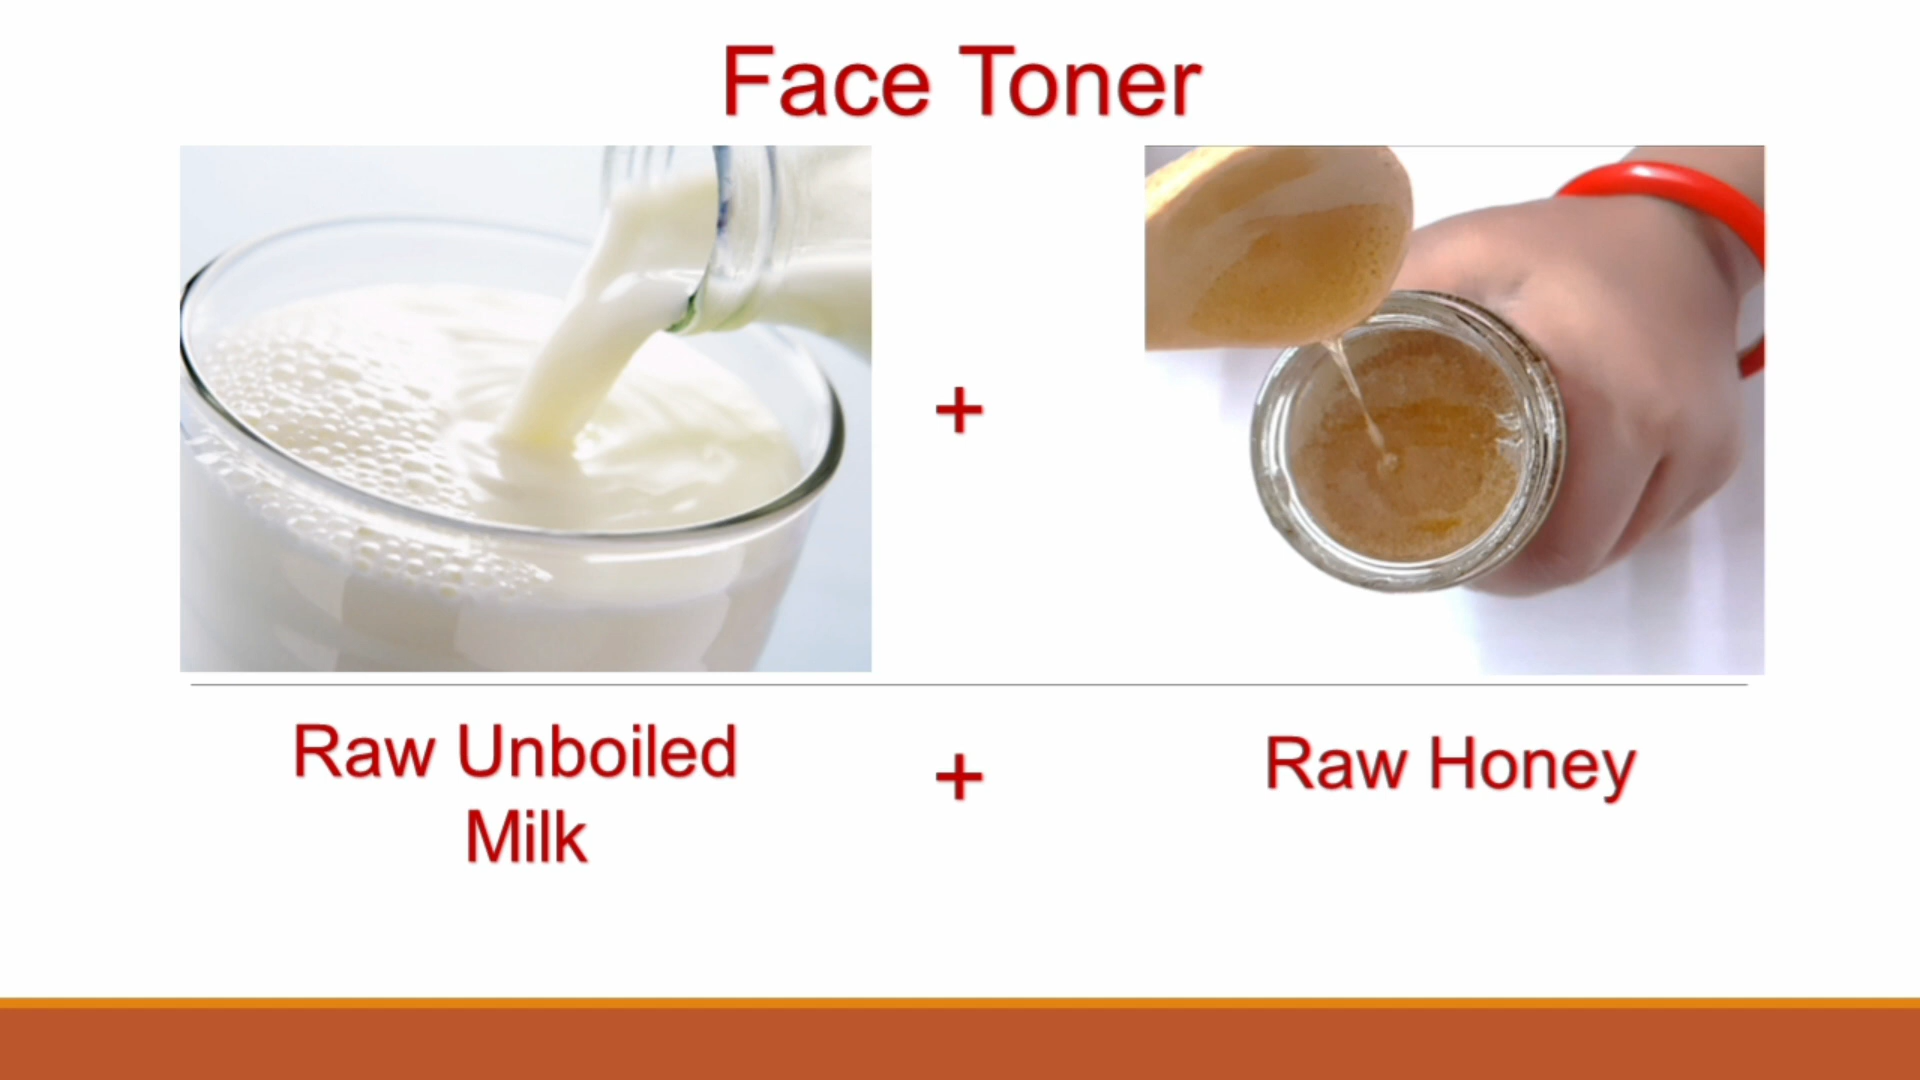 Face Toner
+
Raw Unboiled
Milk
+
Raw Honey